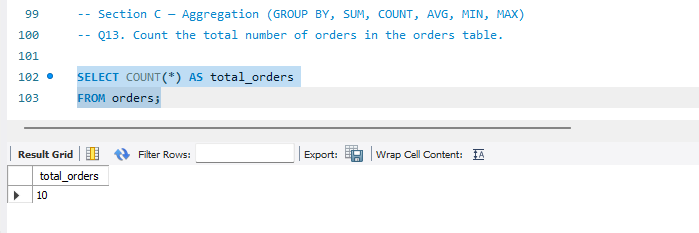 99 -- Section C – Aggregation (GROUP BY, SUM, COUNT, AVG, MIN, MAX)
100 -- Q13. Count the total number of orders in the orders table.
101
102 SELECT COUNT(*) AS total_orders
103 FROM orders;
Result Grid Filter Rows: Export: Wrap Cell Content: IA
total_orders
10